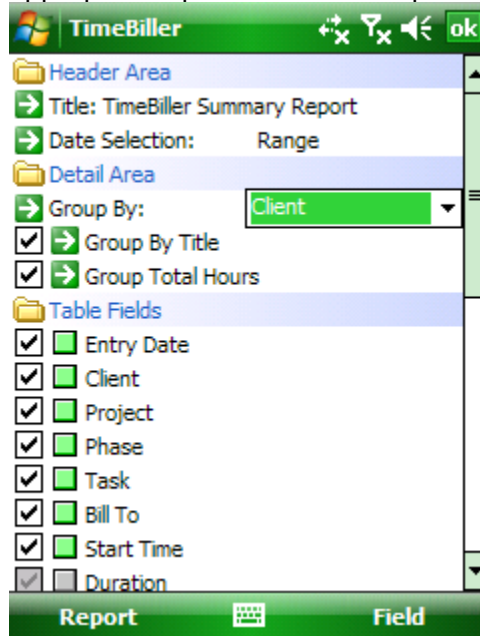 TimeBiller
ok
Header Area
Title: TimeBiller Summary Report
Date Selection: Range
Detail Area
Group By: Client
Group By Title
Group Total Hours
Table Fields
Entry Date
Client
Project
Phase
Task
Bill To
Start Time
Duration
Report Field